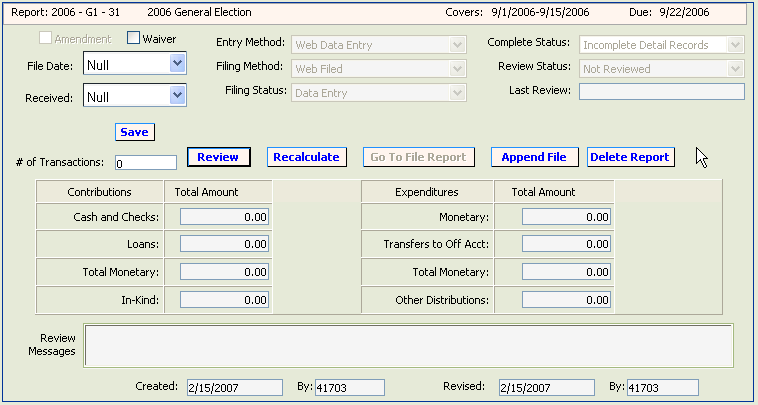 Report: 2006 - G1 - 31 2006 General Election Covers: 9/1/2006-9/15/2006 Due: 9/22/2006
Amendment Waiver Entry Method: Web Data Entry Complete Status: Incomplete Detail Records
File Date: Null Filing Method: Web Filed Review Status: Not Reviewed
Received: Null Filing Status: Data Entry Last Review:
Save
# of Transactions: 0 Review Recalculate Go To File Report Append File Delete Report
Contributions Total Amount Expenditures Total Amount
Cash and Checks: 0.00 Monetary: 0.00
Loans: 0.00 Transfers to Off Acct: 0.00
Total Monetary: 0.00 Total Monetary: 0.00
In-Kind: 0.00 Other Distributions: 0.00
Review
Messages
Created: 2/15/2007 By: 41703 Revised: 2/15/2007 By: 41703